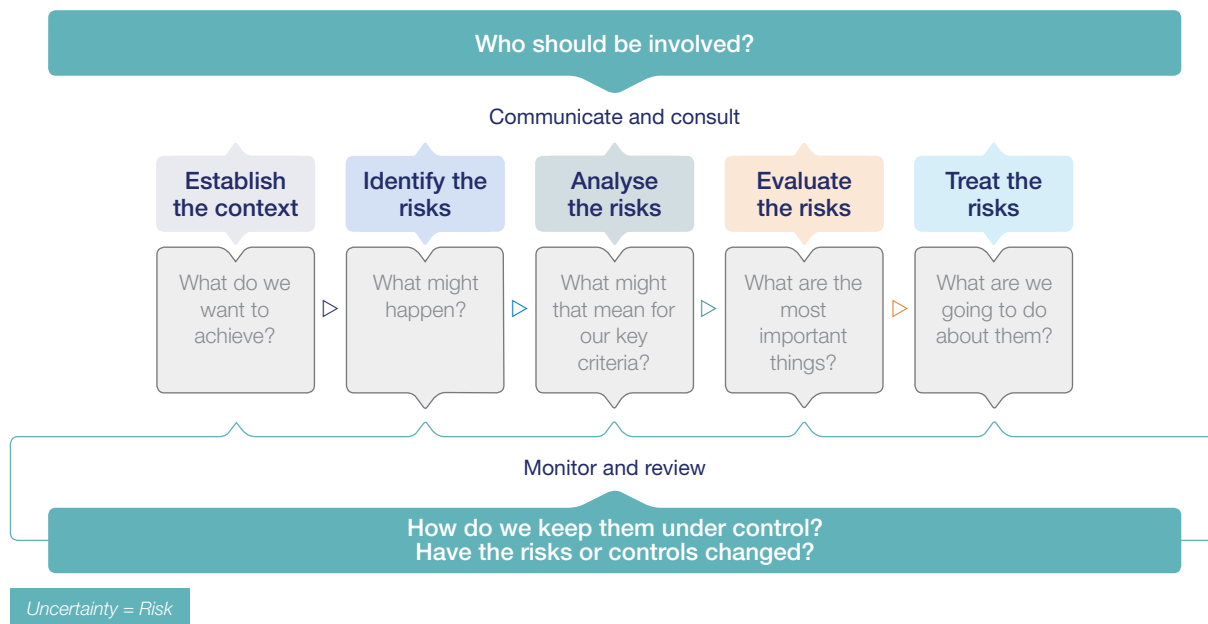 Who should be involved?
Communicate and consult
Establish
the context
Identify the
risks
Analyse
the risks
Evaluate
the risks
Treat the
risks
What do we
want to
achieve?
What might
happen?
What might
that mean for
our key
criteria?
What are the
most
important
things?
What are we
going to do
about them?
Monitor and review
How do we keep them under control?
Have the risks or controls changed?
Uncertainty = Risk